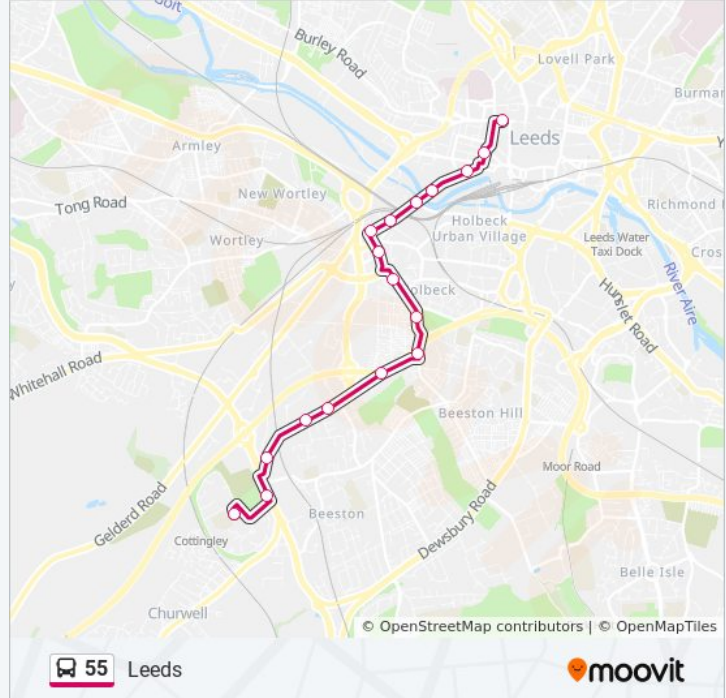 oit
Burley Road
Lovell Park
Burman
Leeds
Armley
New Wortley
Tong Road
Richmond H
Holbeck
Urban Village
Wortley
Leeds Water
Taxi Dock
Cros
River Aire
olbeck
Hunslet Road
Whitehall Road
Beeston Hill
Moor Road
Gelderd Road
Beeston
Dewsbury Road
Cottingley
Belle Isle
Churwell
© OpenStreetMap contributors | © OpenMapTiles
55 Leeds
moovit